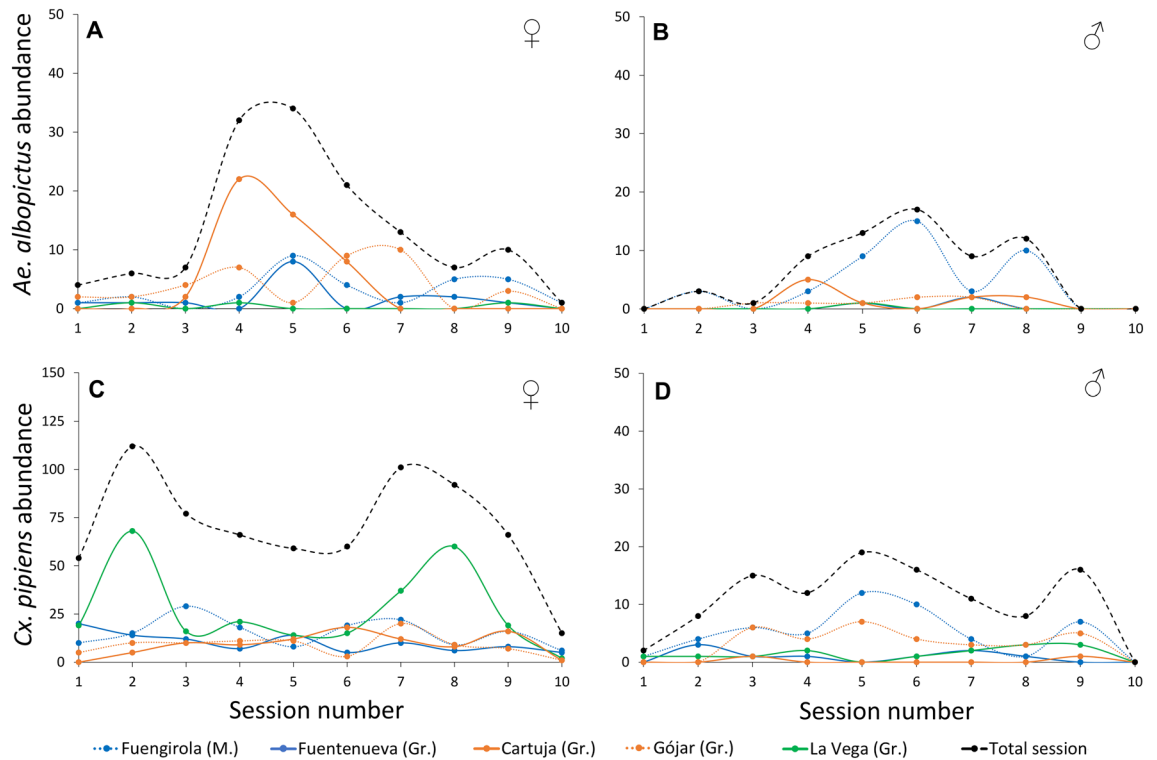 A ♀
50
40
30
20
10
0
1 2 3 4 5 6 7 8 9 10
Ae. albopictus abundance
B ♂
50
40
30
20
10
0
1 2 3 4 5 6 7 8 9 10
C ♀
150
125
100
75
50
25
0
1 2 3 4 5 6 7 8 9 10
Cx. pipiens abundance
Session number
D ♂
50
40
30
20
10
0
1 2 3 4 5 6 7 8 9 10
Session number
Fuengirola (M.) Fuentenueva (Gr.) Cartuja (Gr.) Gójar (Gr.) La Vega (Gr.) Total session